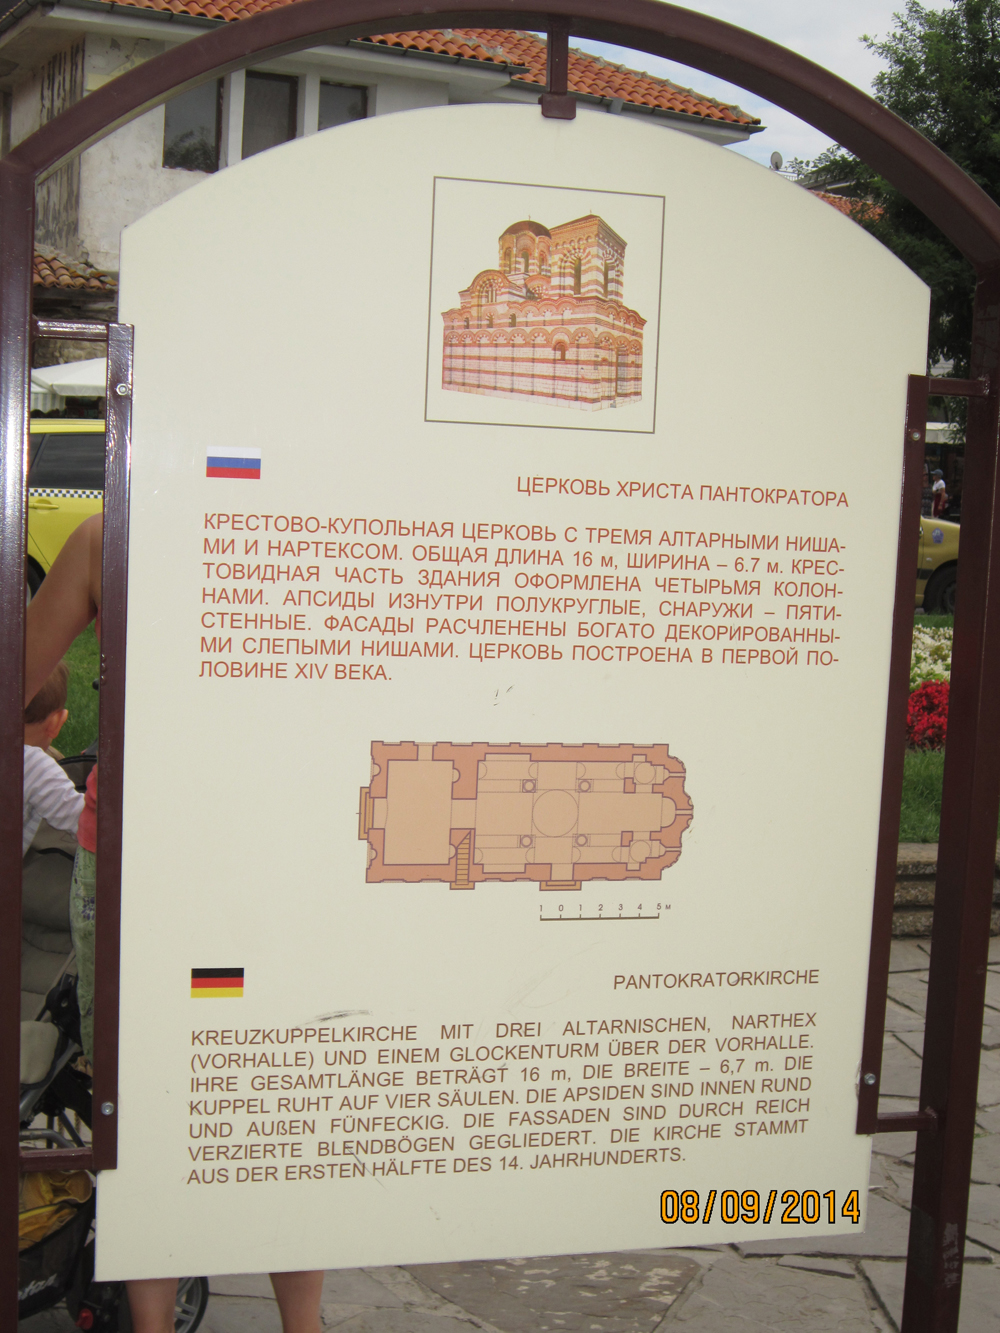 ЦЕРКОВЬ ХРИСТА ПАНТОКРАТОРА
КРЕСТОВО-КУПОЛЬНАЯ ЦЕРКОВЬ С ТРЕМЯ АЛТАРНЫМИ НИША-
МИ И НАРТЕКСОМ. ОБЩАЯ ДЛИНА 16 м, ШИРИНА – 6.7 м. КРЕС-
ТОВИДНАЯ ЧАСТЬ ЗДАНИЯ ОФОРМЛЕНА ЧЕТЫРЬМЯ КОЛОН-
НАМИ. АПСИДЫ ИЗНУТРИ ПОЛУКРУГЛЫЕ, СНАРУЖИ – ПЯТИ-
СТЕННЫЕ. ФАСАДЫ РАСЧЛЕНЕНЫ БОГАТО ДЕКОРИРОВАННЫ-
МИ СЛЕПЫМИ НИШАМИ. ЦЕРКОВЬ ПОСТРОЕНА В ПЕРВОЙ ПО-
ЛОВИНЕ XIV ВЕКА.
1 0 1 2 3 4 5 м
PANTOKRATORKIRCHE
KREUZKUPPELKIRCHE MIT DREI ALTARNISCHEN, NARTHEX
(VORHALLE) UND EINEM GLOCKENTURM ÜBER DER VORHALLE.
IHRE GESAMTLÄNGE BETRÄGT 16 m, DIE BREITE – 6,7 m. DIE
KUPPEL RUHT AUF VIER SÄULEN. DIE APSIDEN SIND INNEN RUND
UND AUßEN FÜNFECKIG. DIE FASSADEN SIND DURCH REICH
VERZIERTE BLENDBÖGEN GEGLIEDERT. DIE KIRCHE STAMMT
AUS DER ERSTEN HÄLFTE DES 14. JAHRHUNDERTS.
08/09/2014